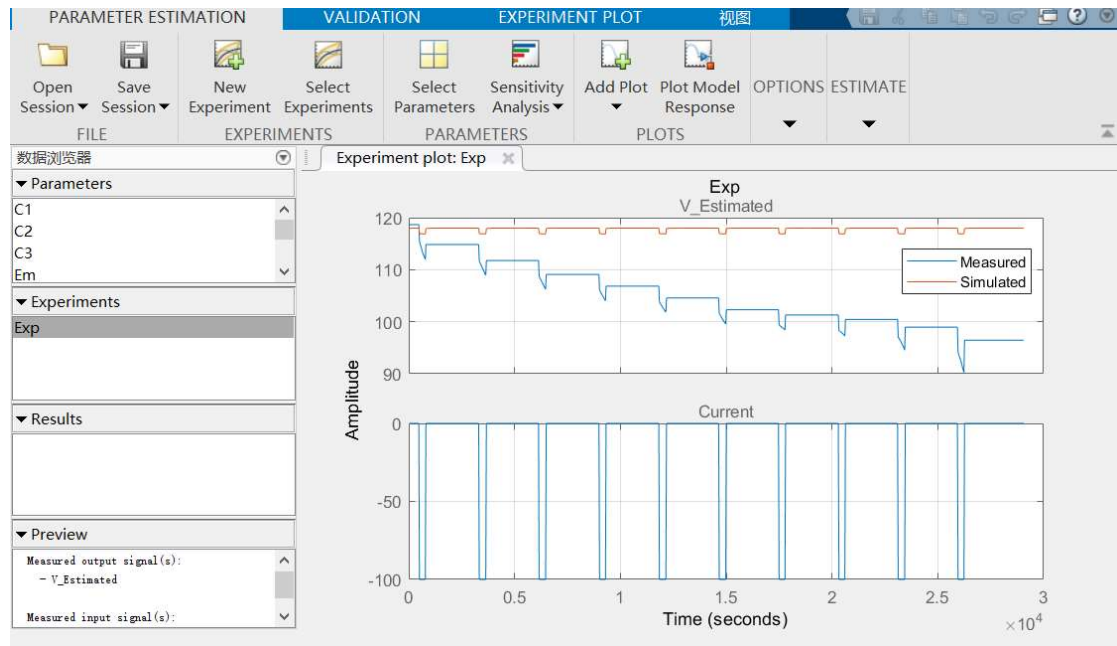 PARAMETER ESTIMATION VALIDATION EXPERIMENT PLOT 视图
Open Save New Select Select Sensitivity Add Plot Plot Model OPTIONS ESTIMATE
Session Session Experiment Experiments Parameters Analysis Response
FILE EXPERIMENTS PARAMETERS PLOTS
数据浏览器
Parameters
C1
C2
C3
Em
Experiments
Exp
Results
Preview
Measured output signal(s):
- V_Estimated
Measured input signal(s):
Experiment plot: Exp
Exp
V_Estimated
120
110
100
90
Measured
Simulated
Amplitude
Current
0
-50
-100
0 0.5 1 1.5 2 2.5 3
Time (seconds)
×10^4